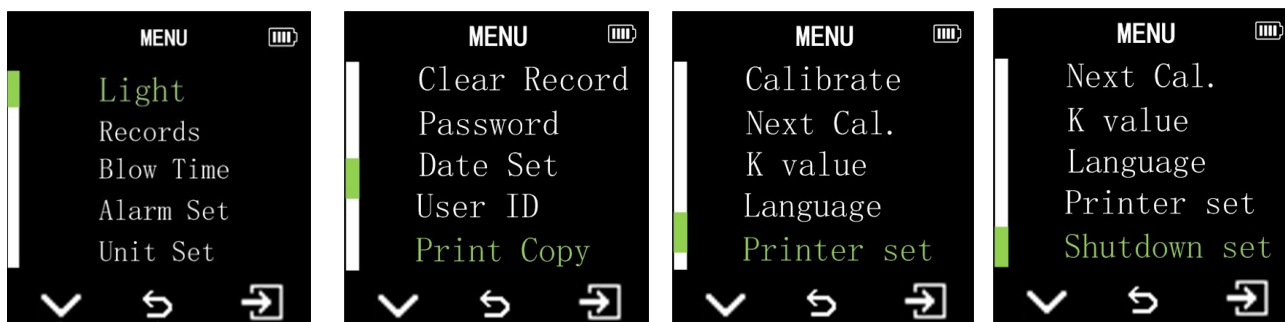 MENU
Light
Records
Blow Time
Alarm Set
Unit Set
MENU
Clear Record
Password
Date Set
User ID
Print Copy
MENU
Calibrate
Next Cal.
K value
Language
Printer set
MENU
Next Cal.
K value
Language
Printer set
Shutdown set